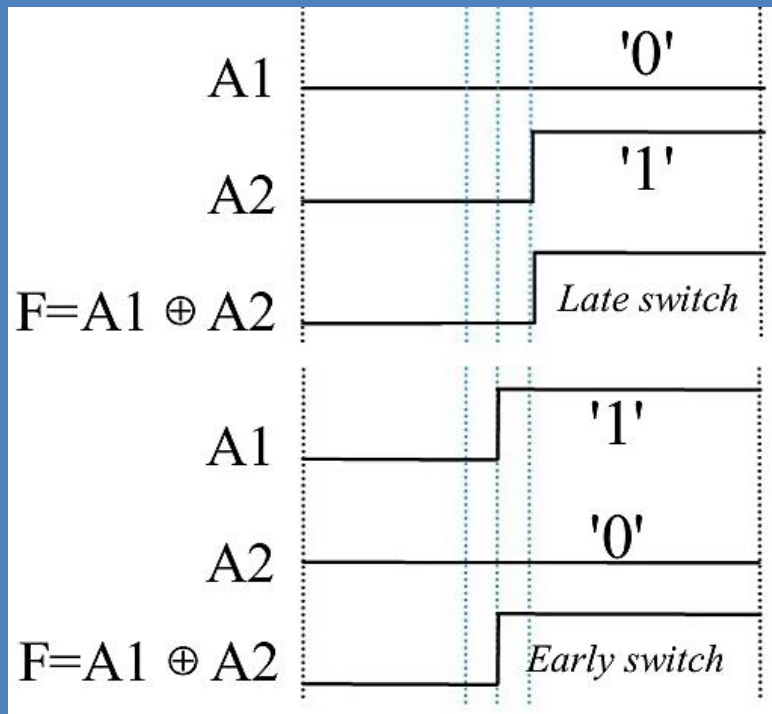 A1 '0'
A2 '1'
F=A1 ⊕ A2 Late switch
A1 '1'
A2 '0'
F=A1 ⊕ A2 Early switch